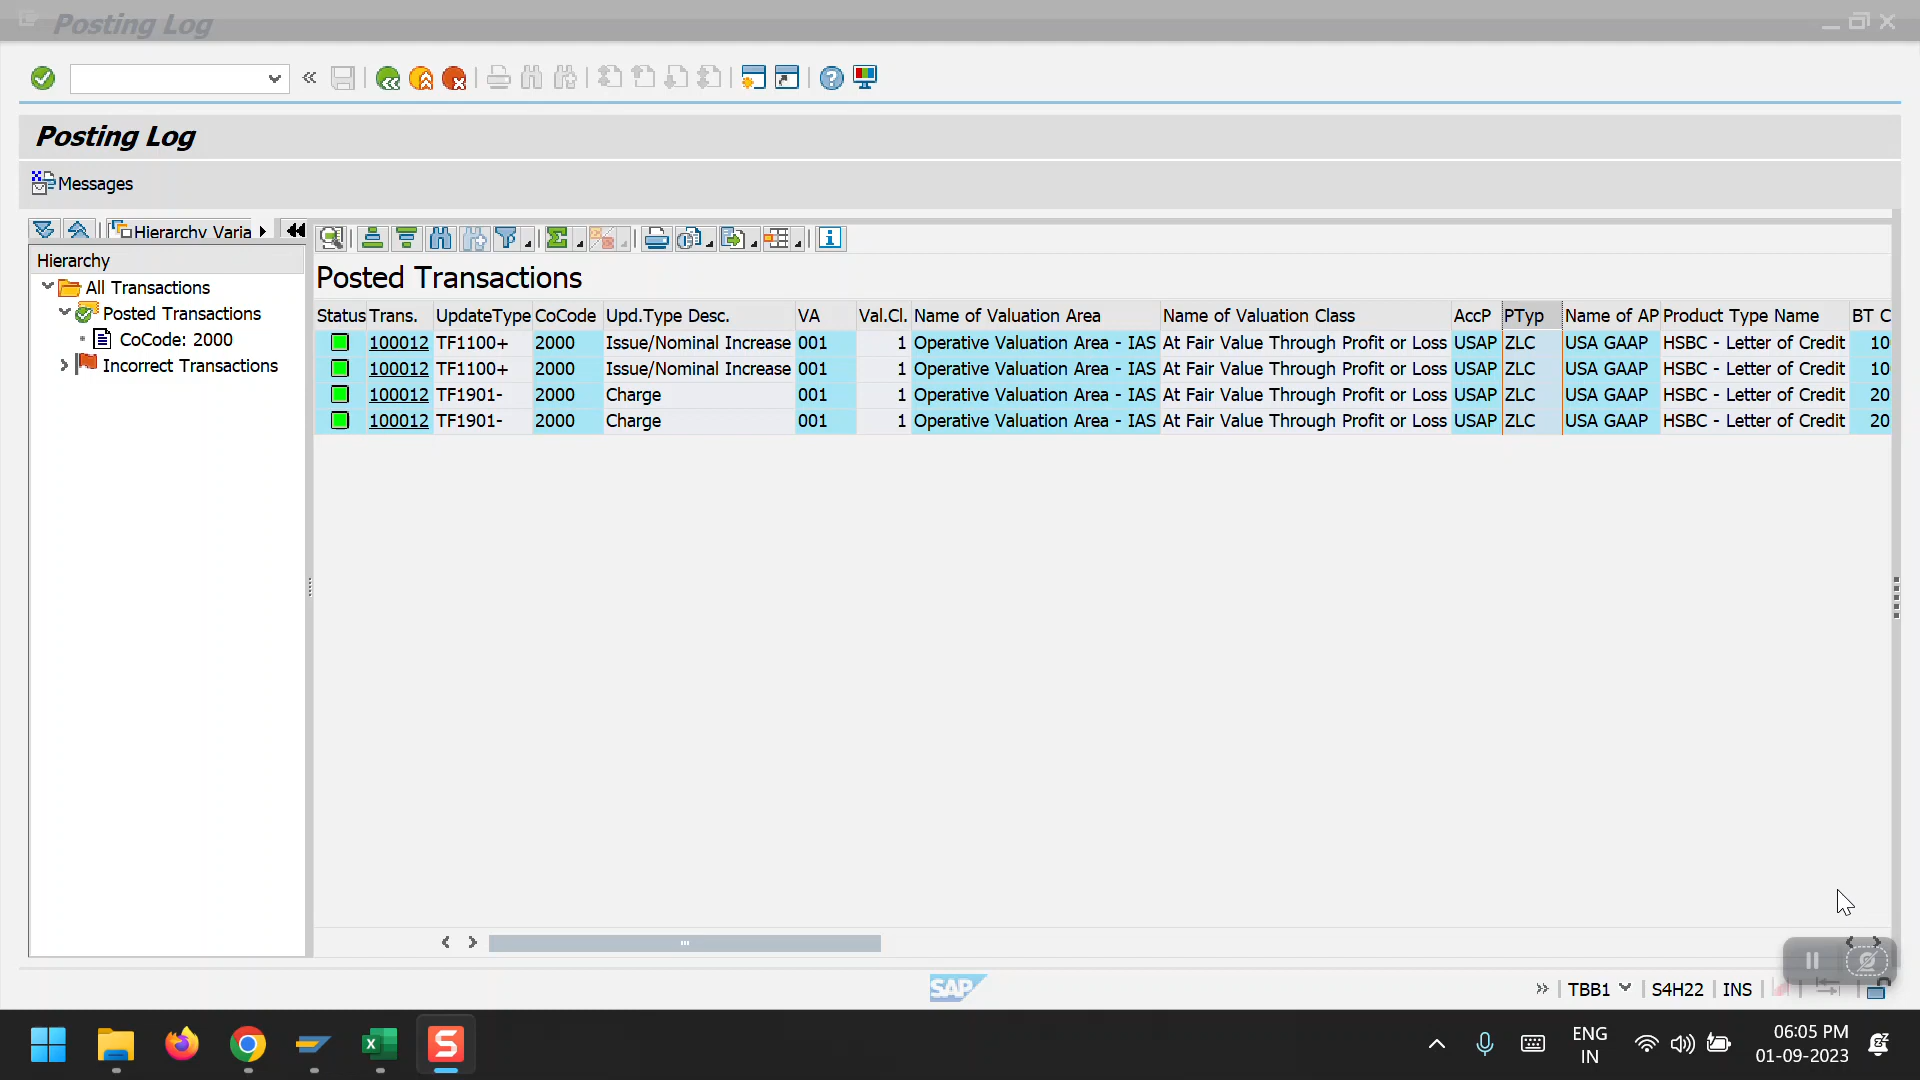 Posting Log
Posting Log
Messages
Hierarchy Varia
Hierarchy
All Transactions
Posted Transactions
CoCode: 2000
Incorrect Transactions
Posted Transactions
Status Trans. UpdateType CoCode Upd.Type Desc. VA Val.Cl. Name of Valuation Area Name of Valuation Class AccP PTyp Name of AP Product Type Name BT C
100012 TF1100+ 2000 Issue/Nominal Increase 001 1 Operative Valuation Area - IAS At Fair Value Through Profit or Loss USAP ZLC USA GAAP HSBC - Letter of Credit 10
100012 TF1100+ 2000 Issue/Nominal Increase 001 1 Operative Valuation Area - IAS At Fair Value Through Profit or Loss USAP ZLC USA GAAP HSBC - Letter of Credit 10
100012 TF1901- 2000 Charge 001 1 Operative Valuation Area - IAS At Fair Value Through Profit or Loss USAP ZLC USA GAAP HSBC - Letter of Credit 20
100012 TF1901- 2000 Charge 001 1 Operative Valuation Area - IAS At Fair Value Through Profit or Loss USAP ZLC USA GAAP HSBC - Letter of Credit 20
SAP
TBB1 S4H22 INS
ENG
IN
06:05 PM
01-09-2023